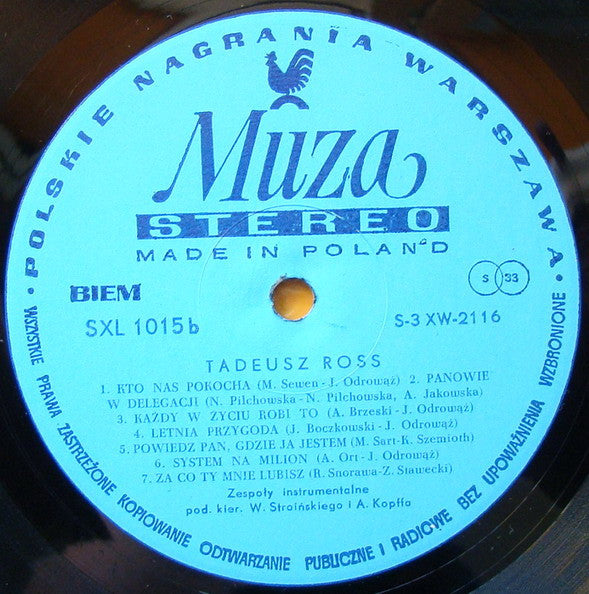 • POLSKIE NAGRANIA WARSZAWA •
Muza
STEREO
MADE IN POLAND
BIEM
S 33
SXL 1015b
S-3 XW-2116
TADEUSZ ROSS
1. KTO NAS POKOCHA (M. Sewen-J. Odrowąż) 2. PANOWIE
W DELEGACJI (N. Pilchowska-N. Pilchowska, A. Jakowska)
3. KAŻDY W ŻYCIU ROBI TO (A. Brzeski-J. Odrowąż)
4. LETNIA PRZYGODA (J. Boczkowski-J. Odrowąż)
5. POWIEDZ PAN, GDZIE JA JESTEM (M. Sart-K. Szemioth)
6. SYSTEM NA MILION (A. Ort-J. Odrowąż)
7. ZA CO TY MNIE LUBISZ (R. Snorawa-Z. Stawecki)
Zespoły instrumentalne
pod. kier. W. Stroińskiego i A. Kopffa
WSZYSTKIE PRAWA ZASTRZEŻONE KOPIOWANIE ODTWARZANIE PUBLICZNE I RADIOWE BEZ UPOWAŻNIENIA WZBRONIONE